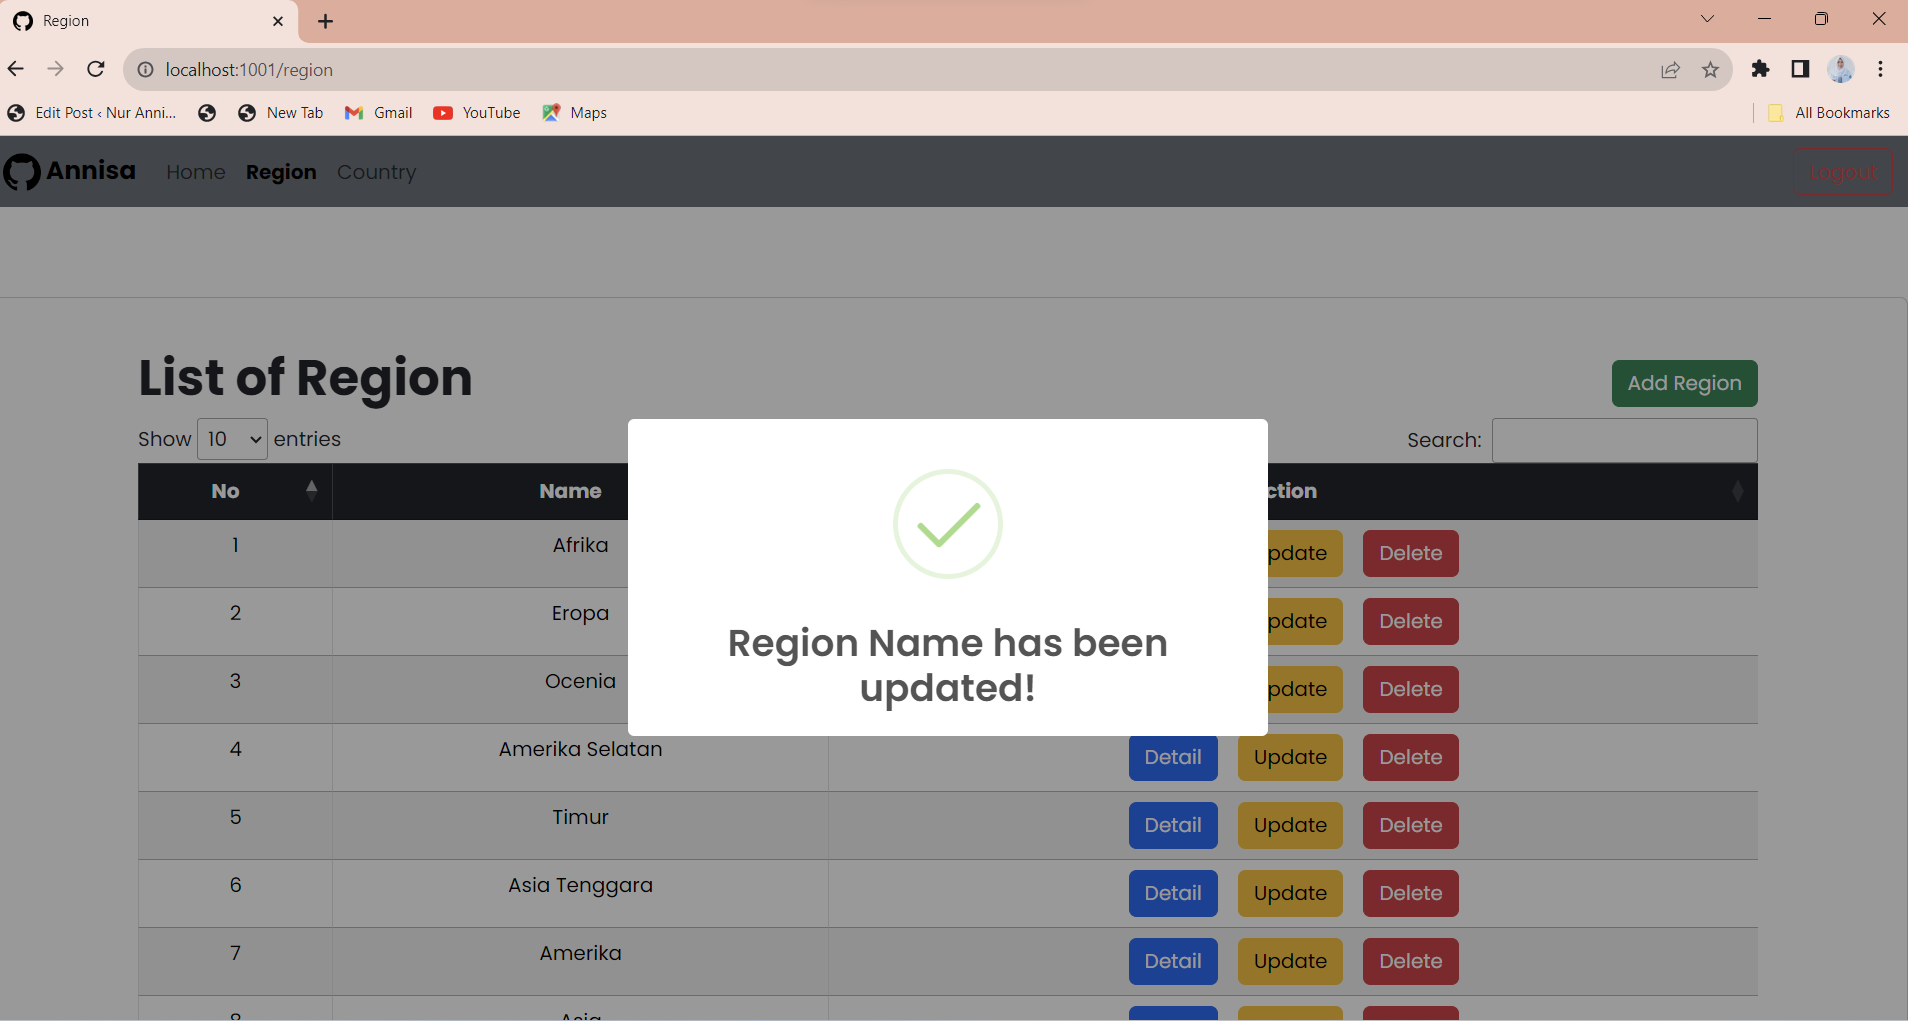 Region
localhost:1001/region
Edit Post ‹ Nur Anni... New Tab Gmail YouTube Maps All Bookmarks
Annisa Home Region Country Logout
List of Region Add Region
Show 10 entries Search:
No Name ction
1 Afrika pdate Delete
2 Eropa pdate Delete
3 Ocenia pdate Delete
Region Name has been
updated!
4 Amerika Selatan Detail Update Delete
5 Timur Detail Update Delete
6 Asia Tenggara Detail Update Delete
7 Amerika Detail Update Delete
8 Asia